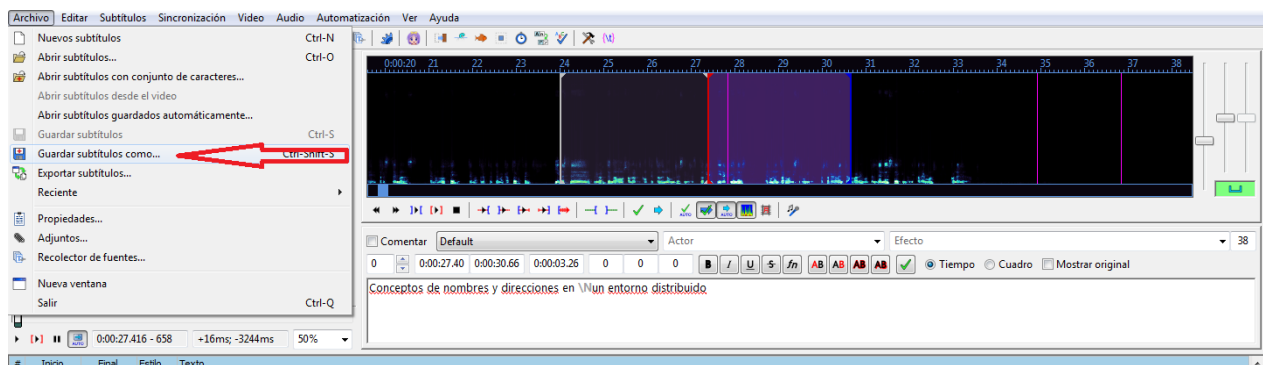 Archivo Editar Subtítulos Sincronización Video Audio Automatización Ver Ayuda
Nuevos subtítulos Ctrl-N
Abrir subtítulos... Ctrl-O
Abrir subtítulos con conjunto de caracteres...
Abrir subtítulos desde el video
Abrir subtítulos guardados automáticamente...
Guardar subtítulos Ctrl-S
Guardar subtítulos como... Ctrl-Shift-S
Exportar subtítulos...
Reciente
Propiedades...
Adjuntos...
Recolector de fuentes...
Nueva ventana
Salir Ctrl-Q
0:00:20 21 22 23 24 25 26 27 28 29 30 31 32 33 34 35 36 37 38
Comentar Default Actor Efecto 38
0 0:00:27.40 0:00:30.66 0:00:03.26 0 0 0 B I U S fn AB AB AB AB Tiempo Cuadro Mostrar original
Conceptos de nombres y direcciones en \Nun entorno distribuido
0:00:27.416 - 658 +16ms; -3244ms 50%
# Inicio Final Estilo Texto